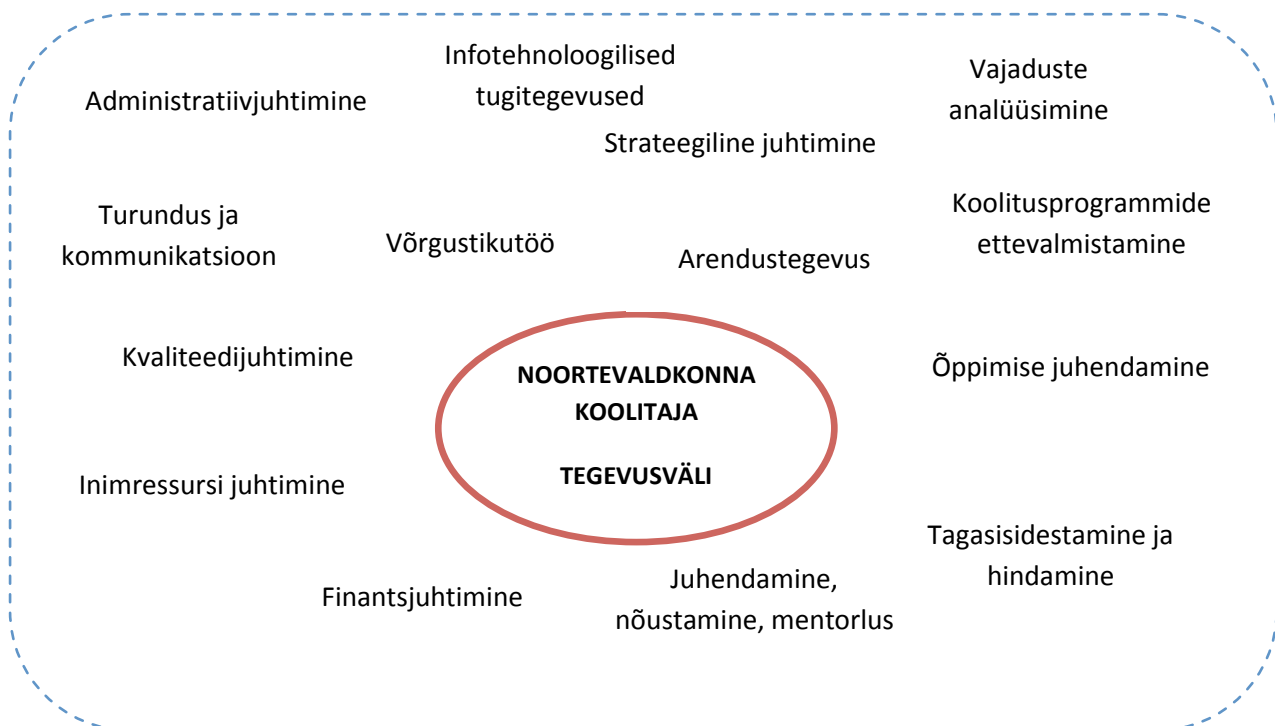 Infotehnoloogilised
tugitegevused
Vajaduste
analüüsimine
Administratiivjuhtimine
Strateegiline juhtimine
Turundus ja
kommunikatsioon
Võrgustikutöö
Arendustegevus
Koolitusprogrammide
ettevalmistamine
Kvaliteedijuhtimine
NOORTEVALDKONNA
KOOLITAJA
TEGEVUSVÄLI
Õppimise juhendamine
Inimressursi juhtimine
Tagasisidestamine ja
hindamine
Finantsjuhtimine
Juhendamine,
nõustamine, mentorlus